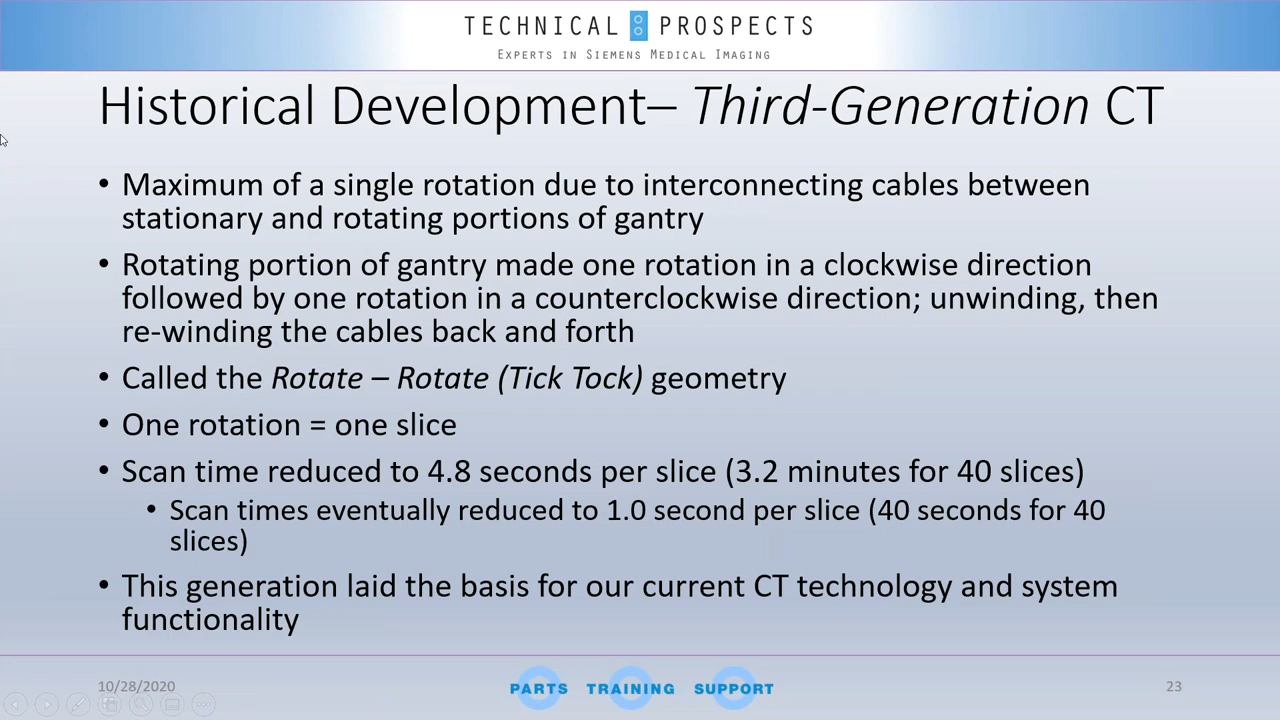 TECHNICAL PROSPECTS
EXPERTS IN SIEMENS MEDICAL IMAGING
Historical Development– Third-Generation CT
• Maximum of a single rotation due to interconnecting cables between
stationary and rotating portions of gantry
• Rotating portion of gantry made one rotation in a clockwise direction
followed by one rotation in a counterclockwise direction; unwinding, then
re-winding the cables back and forth
• Called the Rotate – Rotate (Tick Tock) geometry
• One rotation = one slice
• Scan time reduced to 4.8 seconds per slice (3.2 minutes for 40 slices)
• Scan times eventually reduced to 1.0 second per slice (40 seconds for 40
slices)
• This generation laid the basis for our current CT technology and system
functionality
10/28/2020
PARTS TRAINING SUPPORT
23